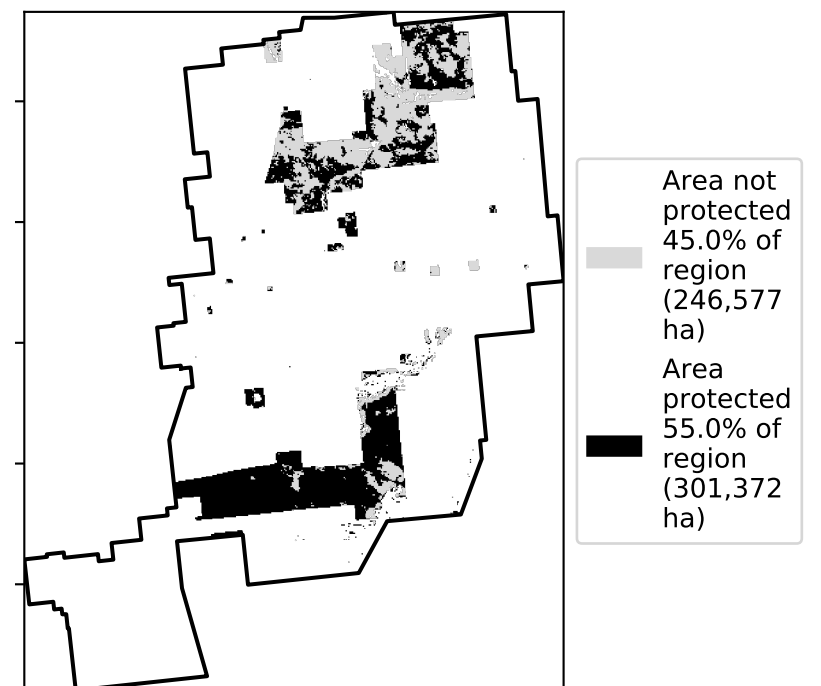 Area not
protected
45.0% of
region
(246,577
ha)
Area
protected
55.0% of
region
(301,372
ha)